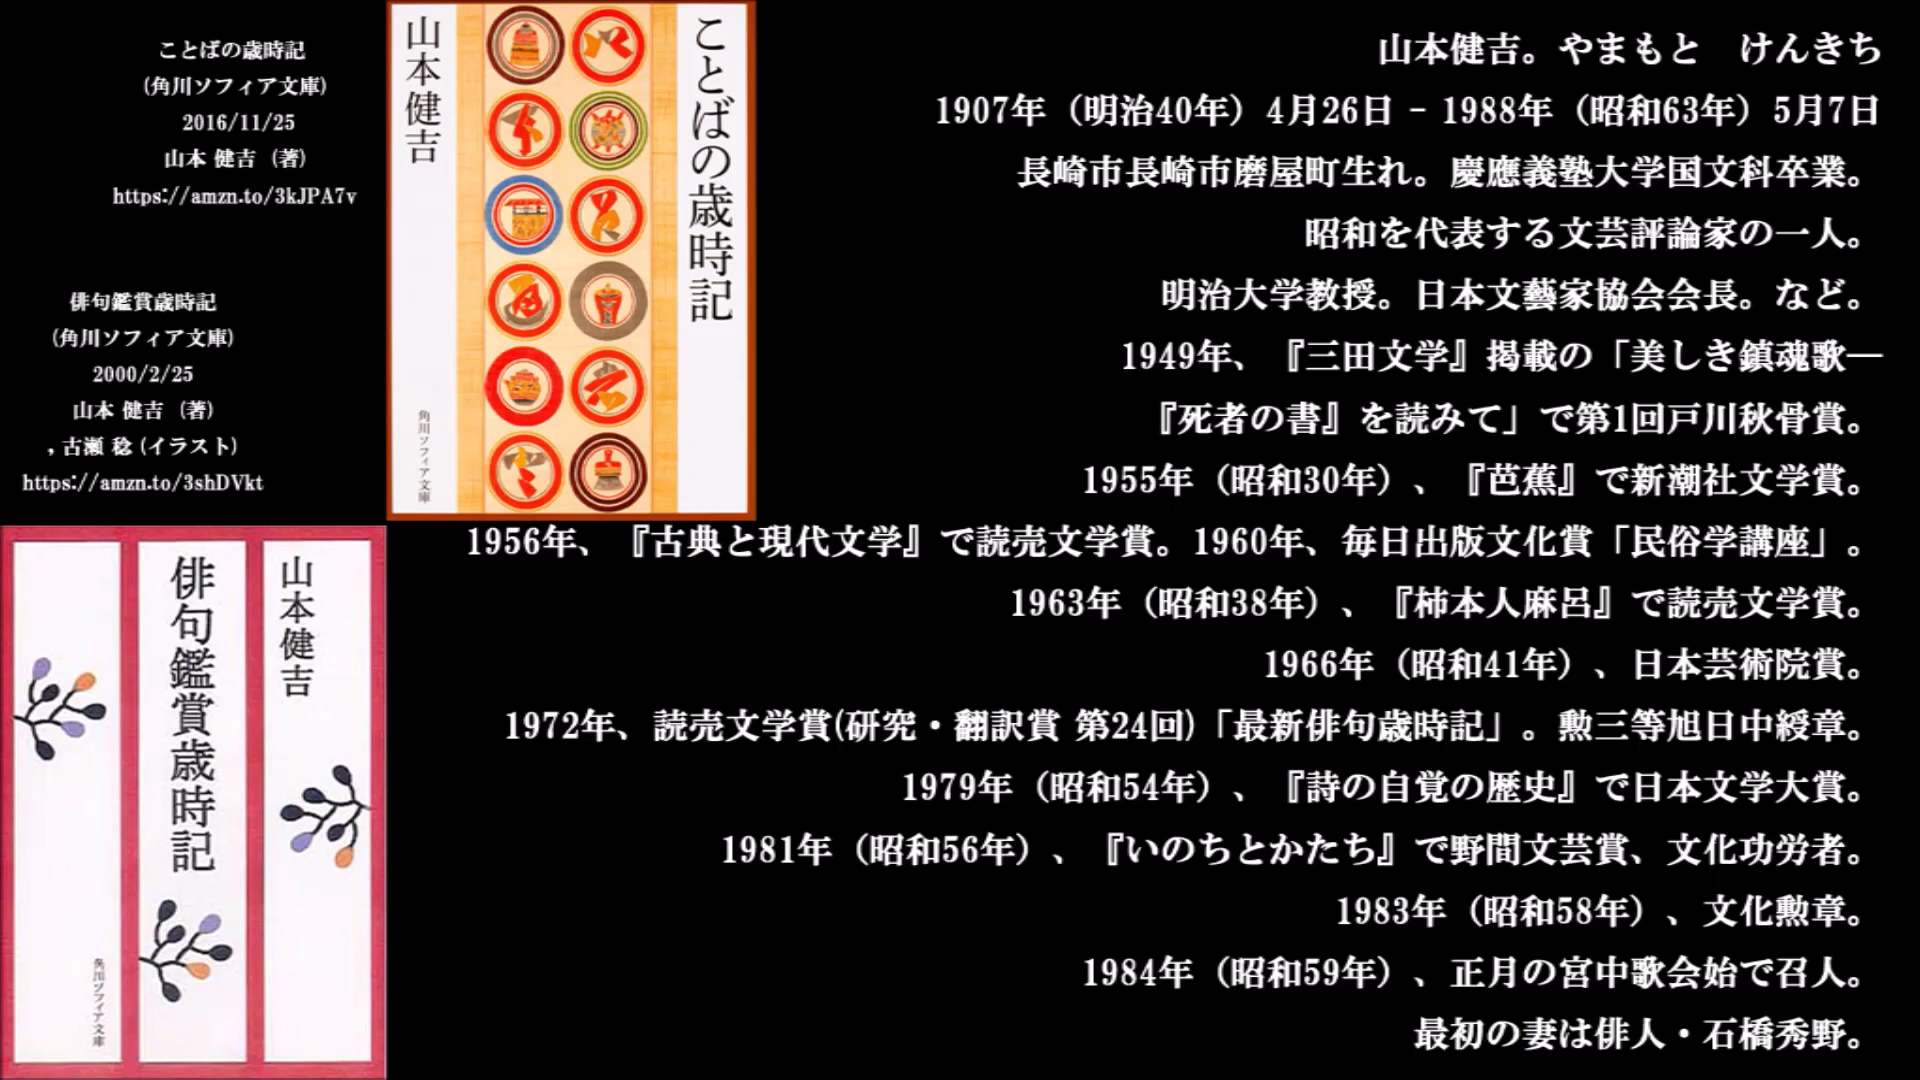 ことばの歳時記
(角川ソフィア文庫)
2016/11/25
山本 健吉 (著)
https://amzn.to/3kJPA7v
俳句鑑賞歳時記
(角川ソフィア文庫)
2000/2/25
山本 健吉 (著)
, 古瀬 稔 (イラスト)
https://amzn.to/3shDVkt
ことばの歳時記
山本健吉
角川ソフィア文庫
山本健吉
俳句鑑賞歳時記
角川ソフィア文庫
山本健吉。やまもと　けんきち
1907年（明治40年）4月26日 - 1988年（昭和63年）5月7日
長崎市長崎市磨屋町生れ。慶應義塾大学国文科卒業。
昭和を代表する文芸評論家の一人。
明治大学教授。日本文藝家協会会長。など。
1949年、『三田文学』掲載の「美しき鎮魂歌―
『死者の書』を読みて」で第1回戸川秋骨賞。
1955年（昭和30年）、『芭蕉』で新潮社文学賞。
1956年、『古典と現代文学』で読売文学賞。1960年、毎日出版文化賞「民俗学講座」。
1963年（昭和38年）、『柿本人麻呂』で読売文学賞。
1966年（昭和41年）、日本芸術院賞。
1972年、読売文学賞(研究・翻訳賞 第24回)「最新俳句歳時記」。勲三等旭日中綬章。
1979年（昭和54年）、『詩の自覚の歴史』で日本文学大賞。
1981年（昭和56年）、『いのちとかたち』で野間文芸賞、文化功労者。
1983年（昭和58年）、文化勲章。
1984年（昭和59年）、正月の宮中歌会始で召人。
最初の妻は俳人・石橋秀野。